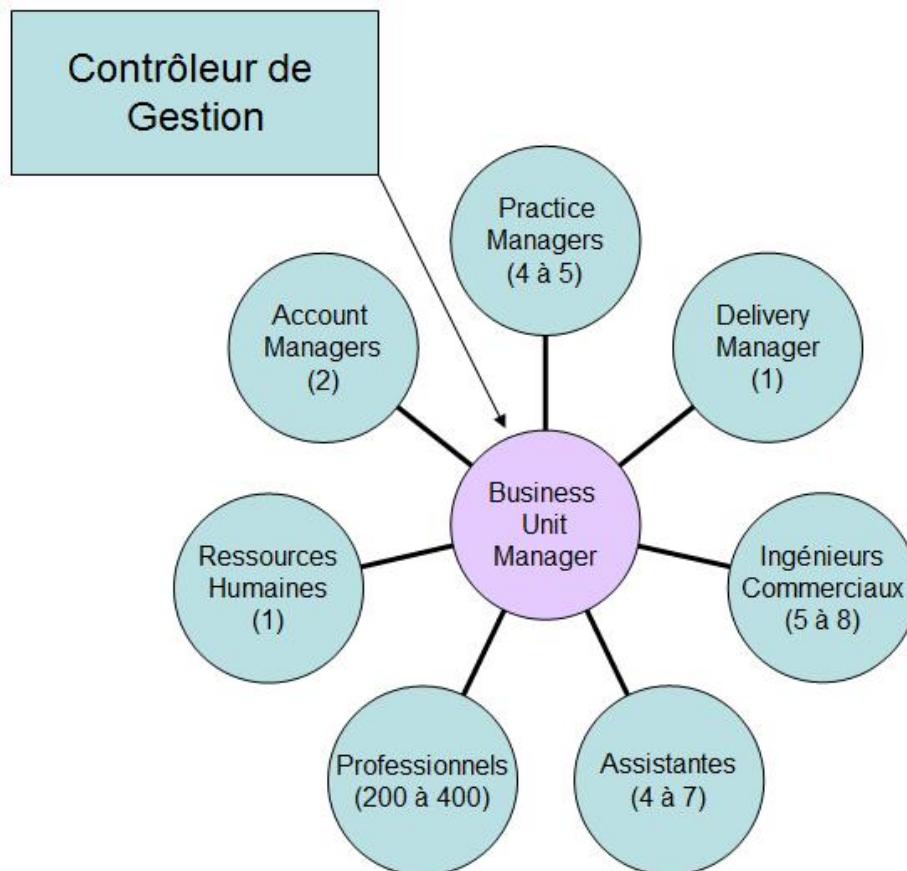 Contrôleur de
Gestion
Practice
Managers
(4 à 5)
Account
Managers
(2)
Delivery
Manager
(1)
Business
Unit
Manager
Ressources
Humaines
(1)
Ingénieurs
Commerciaux
(5 à 8)
Professionnels
(200 à 400)
Assistantes
(4 à 7)